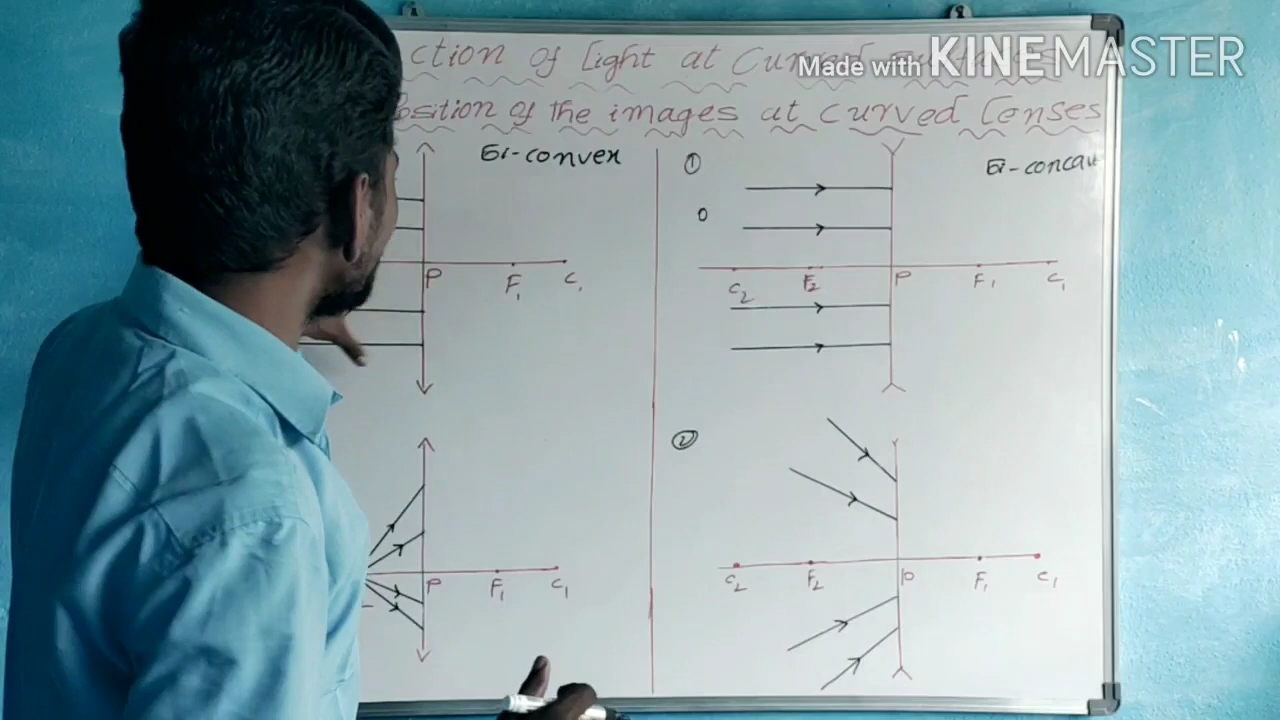 ction of light at Curved
Made with KINEMASTER
osition of the images at curved lenses
Bi-convex
①
Bi-concav
O
P
F1
C1
C2
F2
P
F1
C1
②
P
F1
C1
C2
F2
P
F1
C1